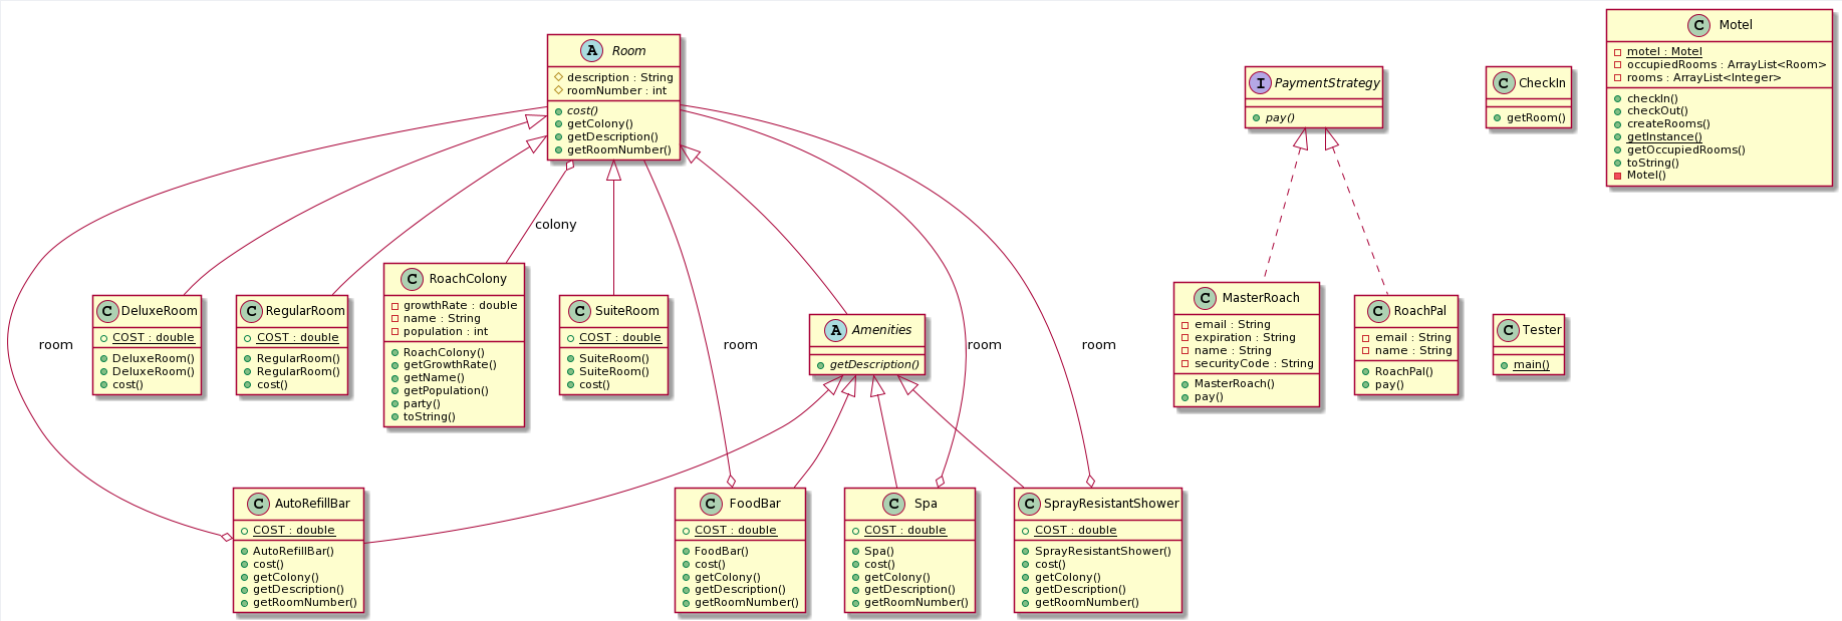 A Room
description : String
roomNumber : int
cost()
getColony()
getDescription()
getRoomNumber()
I PaymentStrategy
pay()
C CheckIn
getRoom()
C Motel
motel : Motel
occupiedRooms : ArrayList<Room>
rooms : ArrayList<Integer>
checkIn()
checkOut()
createRooms()
getInstance()
getOccupiedRooms()
toString()
Motel()
colony
room
room
room
room
C DeluxeRoom
COST : double
DeluxeRoom()
DeluxeRoom()
cost()
C RegularRoom
COST : double
RegularRoom()
RegularRoom()
cost()
C RoachColony
growthRate : double
name : String
population : int
RoachColony()
getGrowthRate()
getName()
getPopulation()
party()
toString()
C SuiteRoom
COST : double
SuiteRoom()
SuiteRoom()
cost()
A Amenities
getDescription()
C MasterRoach
email : String
expiration : String
name : String
securityCode : String
MasterRoach()
pay()
C RoachPal
email : String
name : String
RoachPal()
pay()
C Tester
main()
C AutoRefillBar
COST : double
AutoRefillBar()
cost()
getColony()
getDescription()
getRoomNumber()
C FoodBar
COST : double
FoodBar()
cost()
getColony()
getDescription()
getRoomNumber()
C Spa
COST : double
Spa()
cost()
getColony()
getDescription()
getRoomNumber()
C SprayResistantShower
COST : double
SprayResistantShower()
cost()
getColony()
getDescription()
getRoomNumber()